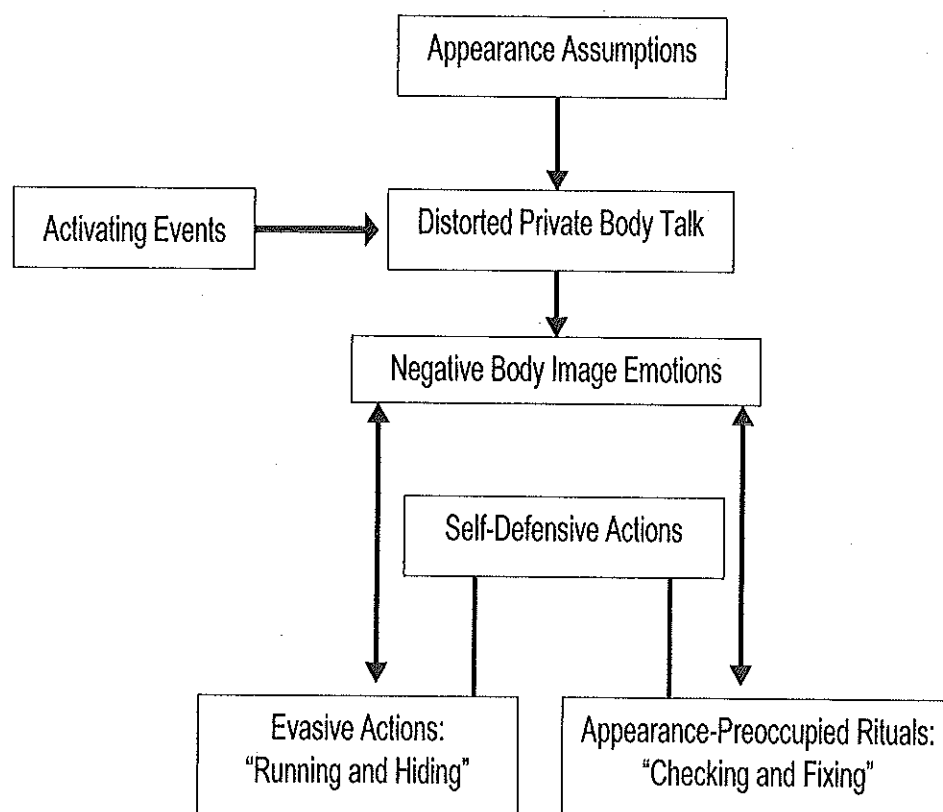 Appearance Assumptions
Activating Events
Distorted Private Body Talk
Negative Body Image Emotions
Self-Defensive Actions
Evasive Actions:
“Running and Hiding”
Appearance-Preoccupied Rituals:
“Checking and Fixing”